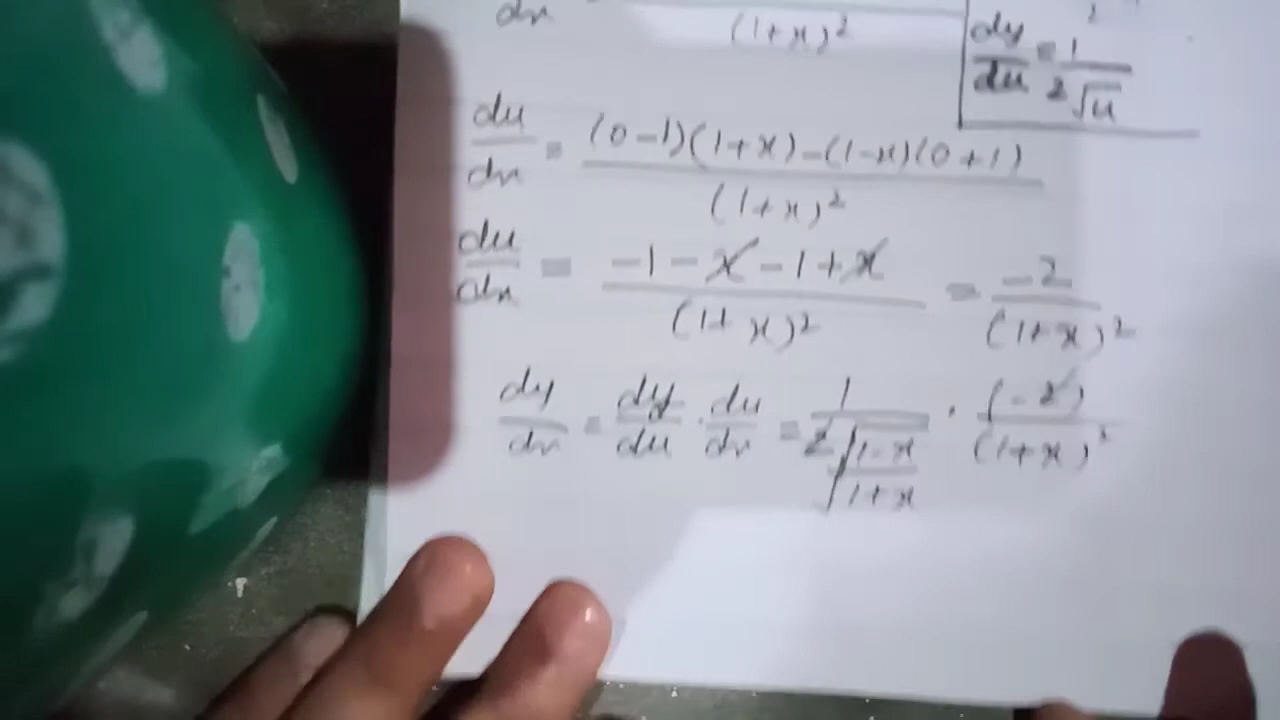 dx (1+x)²
dy/du = 1/2√u
du/dx = (0-1)(1+x)-(1-x)(0+1)/(1+x)²
du/dx = -1-x-1+x/(1+x)² = -2/(1+x)²
dy/dx = dy/du · du/dx = 1/2√(1-x/1+x) · (-2)/(1+x)²